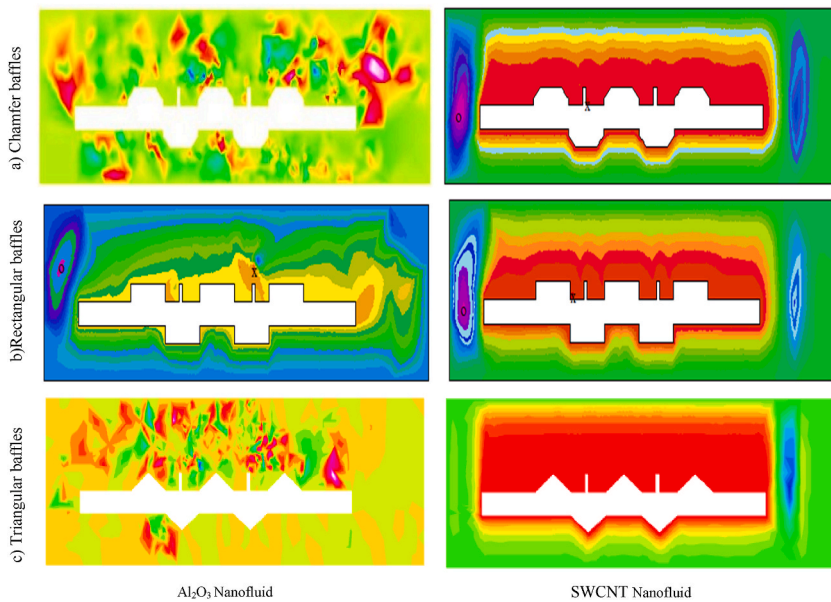 a) Chamfer baffles
O
X
b)Rectangular baffles
O
X
O
X
c) Triangular baffles
Al₂O₃ Nanofluid
SWCNT Nanofluid